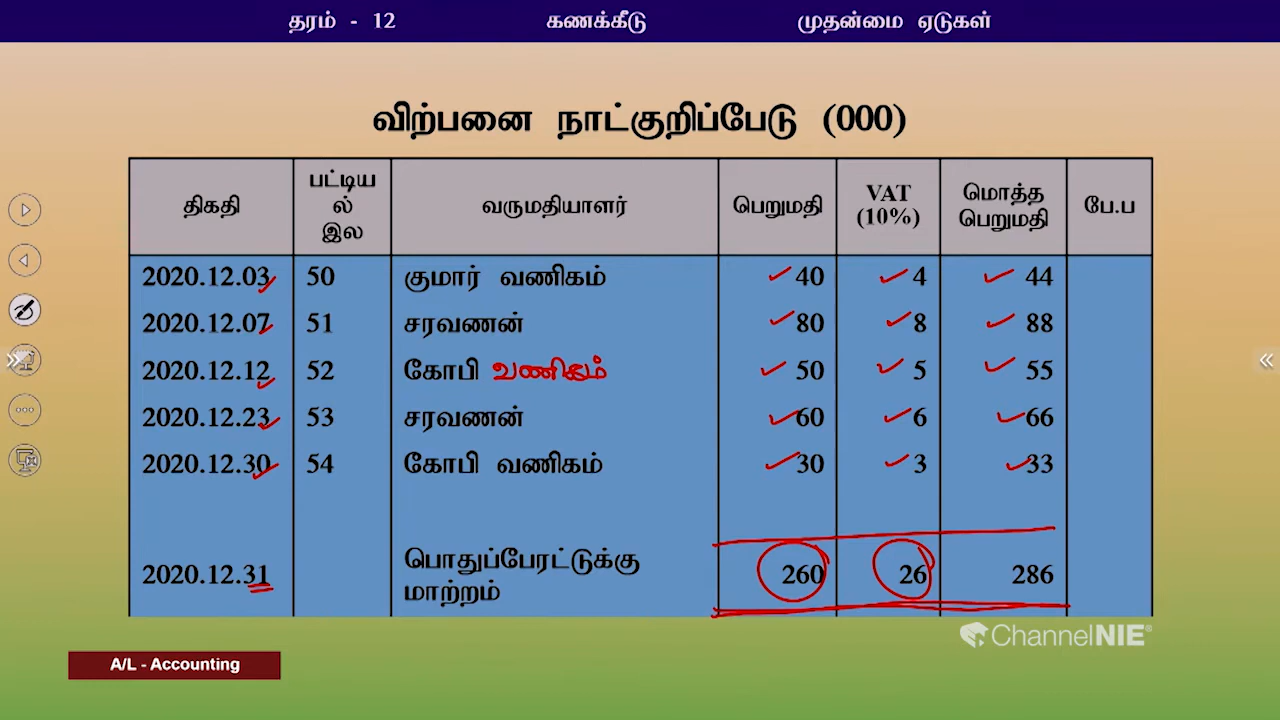 தரம் - 12 கணக்கீடு முதன்மை ஏடுகள்
விற்பனை நாட்குறிப்பேடு (000)
திகதி பட்டிய
ல்
இல வருமதியாளர் பெறுமதி VAT
(10%) மொத்த
பெறுமதி பே.ப
2020.12.03 50 குமார் வணிகம் 40 4 44
2020.12.07 51 சரவணன் 80 8 88
2020.12.12 52 கோபி வணிகம் 50 5 55
2020.12.23 53 சரவணன் 60 6 66
2020.12.30 54 கோபி வணிகம் 30 3 33
2020.12.31 பொதுப்பேரட்டுக்கு
மாற்றம் 260 26 286
ChannelNIE
A/L - Accounting